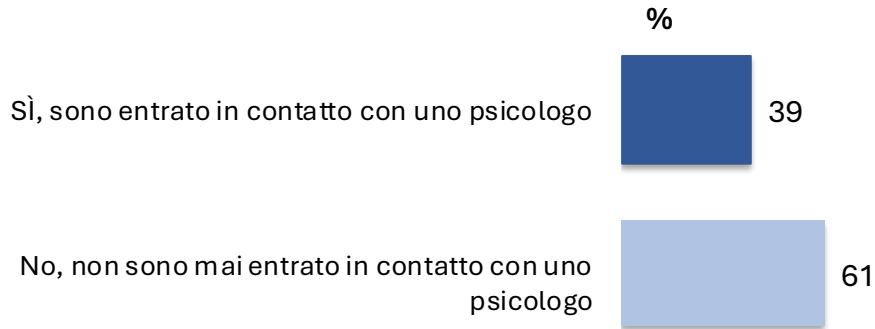 %
SÌ, sono entrato in contatto con uno psicologo
39
No, non sono mai entrato in contatto con uno
psicologo
61